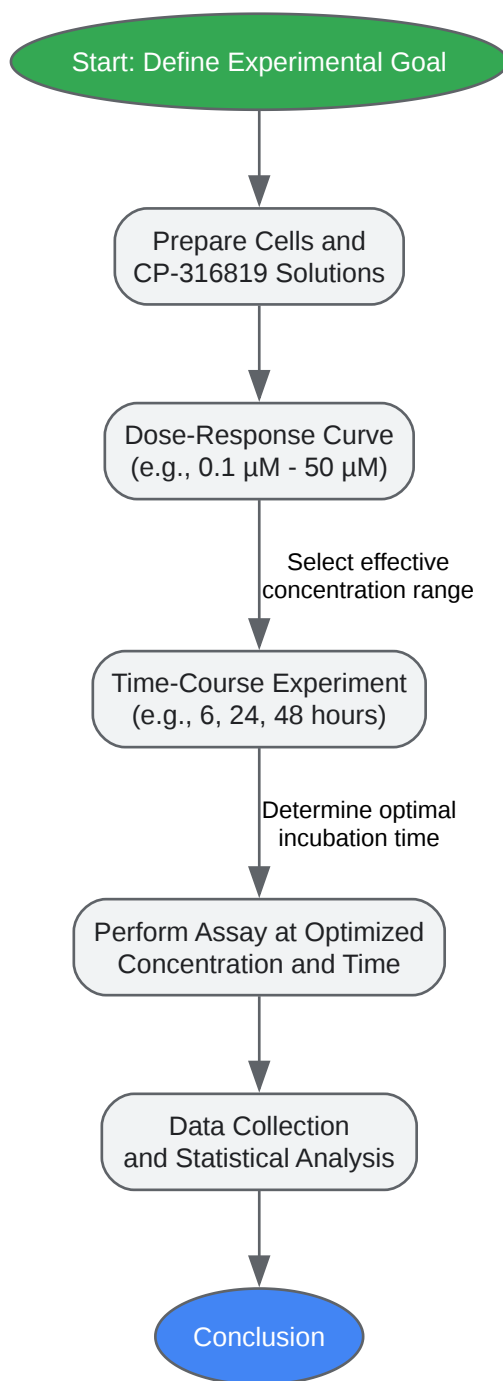 Start: Define Experimental Goal
Prepare Cells and
CP-316819 Solutions
Dose-Response Curve
(e.g., 0.1 µM - 50 µM)
Select effective
concentration range
Time-Course Experiment
(e.g., 6, 24, 48 hours)
Determine optimal
incubation time
Perform Assay at Optimized
Concentration and Time
Data Collection
and Statistical Analysis
Conclusion